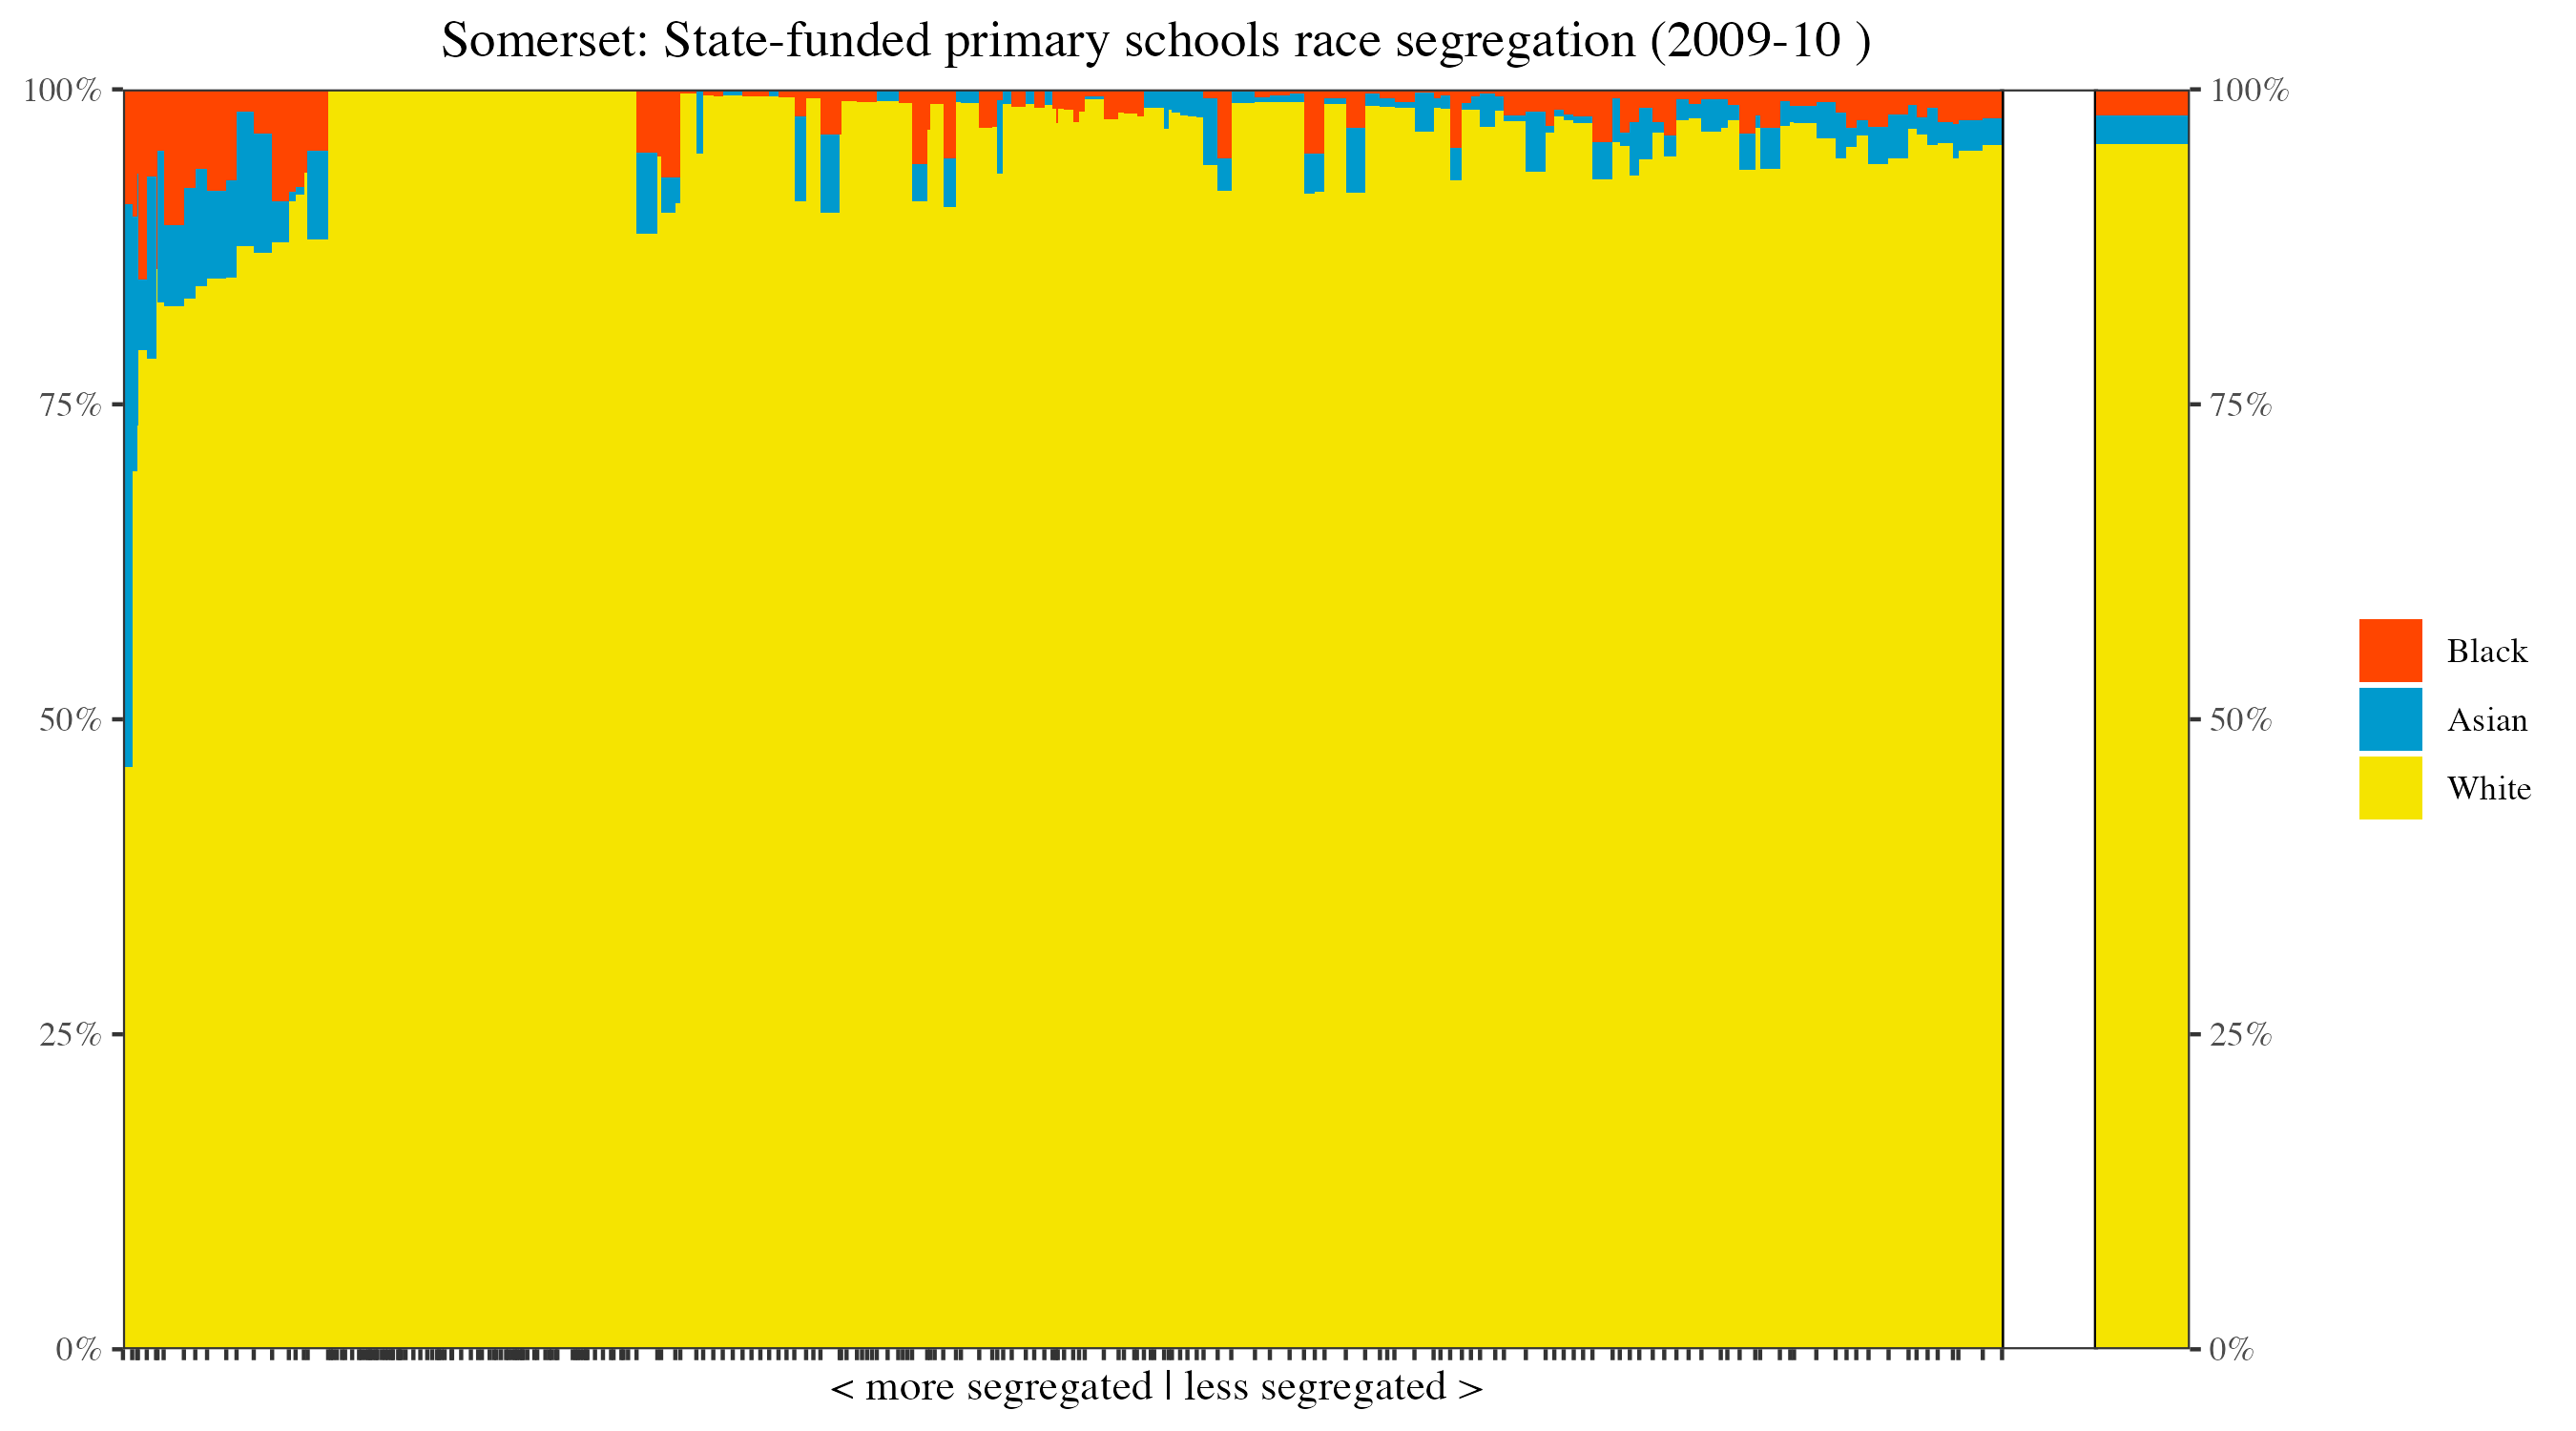 Somerset: State-funded primary schools race segregation (2009-10 )
100%
75%
50%
25%
0%
100%
75%
50%
25%
0%
Black
Asian
White
< more segregated | less segregated >